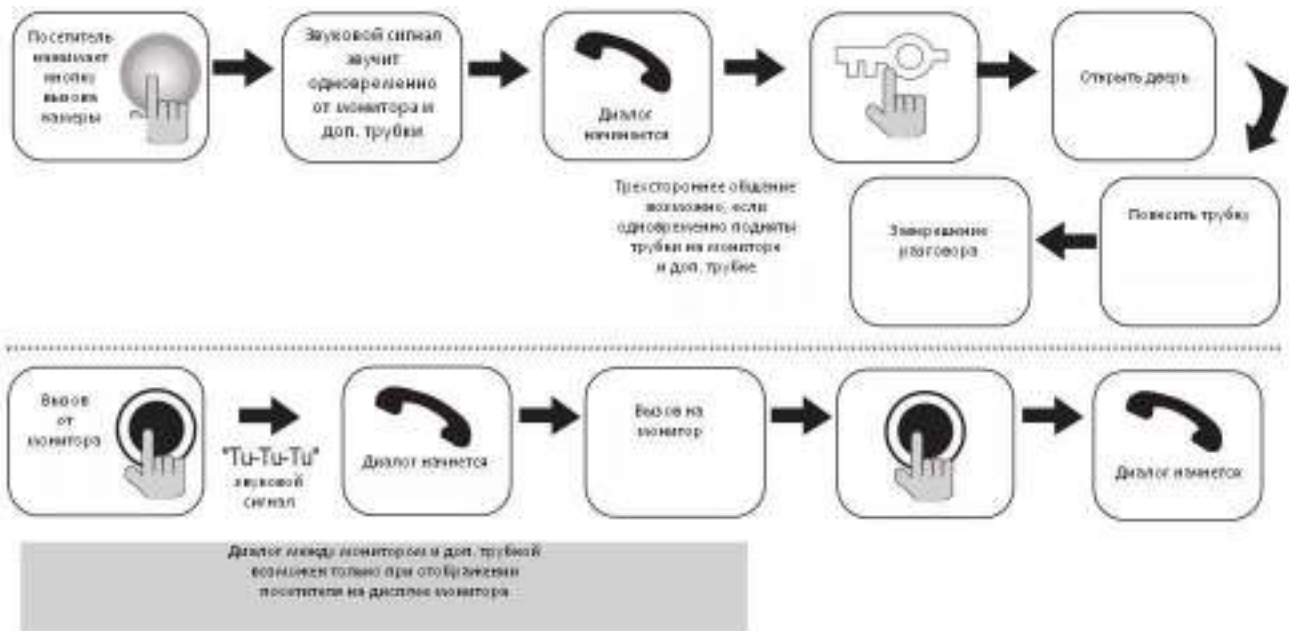 Посетитель
нажимает
кнопку
вызова
камеры
Звуковой сигнал
звучит
одновременно
от монитора и
доп. трубки
Диалог
начинается
Открыть дверь
Трехстороннее общение
возможно, если
одновременно подняты
трубки на мониторе
и доп. трубке
Завершение
разговора
Повесить трубку
Вызов
от
монитора
"Tu-Tu-Tu"
звуковой
сигнал
Диалог начнется
Вызов на
монитор
Диалог начнется
Диалог между монитором и доп. трубкой
возможен только при отображении
посетителя на дисплее монитора